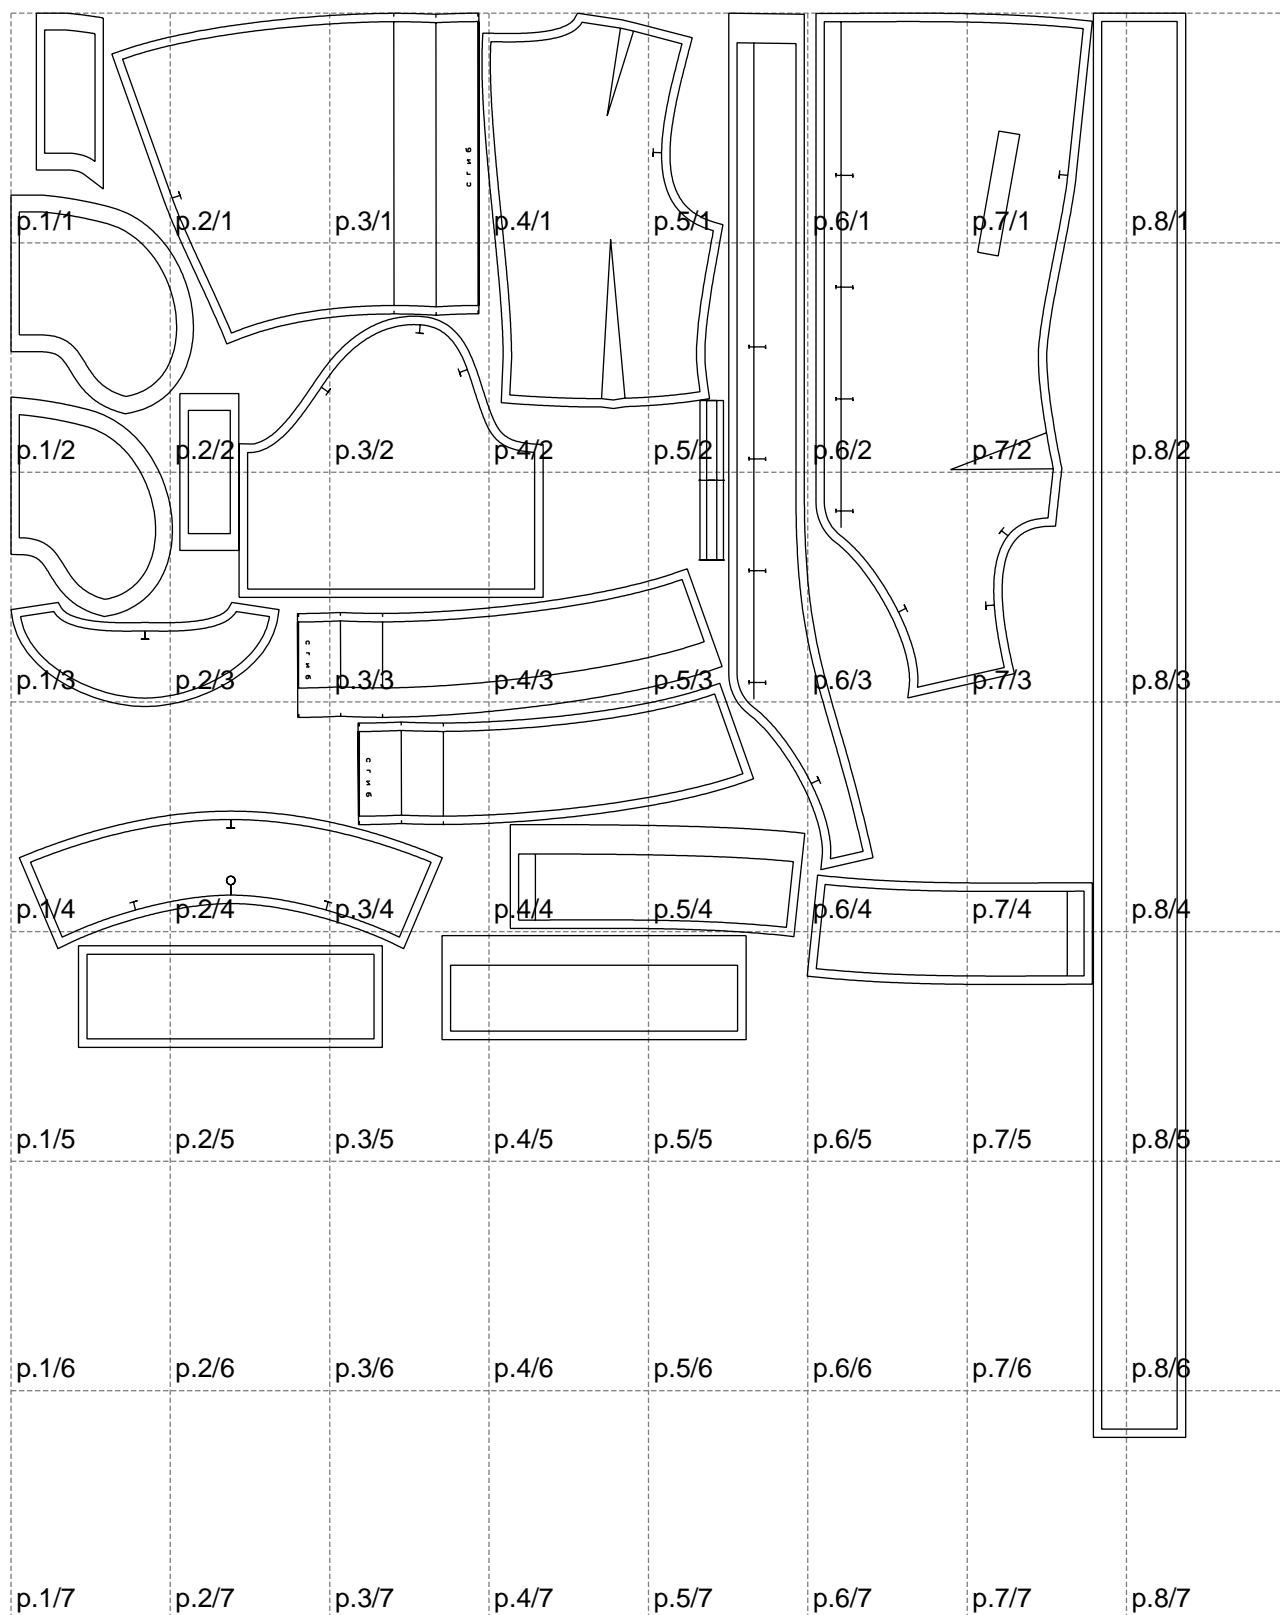 сгиб
p.1/1 p.2/1 p.3/1 p.4/1 p.5/1 p.6/1 p.7/1 p.8/1
p.1/2 p.2/2 p.3/2 p.4/2 p.5/2 p.6/2 p.7/2 p.8/2
сгиб
p.1/3 p.2/3 p.3/3 p.4/3 p.5/3 p.6/3 p.7/3 p.8/3
сгиб
p.1/4 p.2/4 p.3/4 p.4/4 p.5/4 p.6/4 p.7/4 p.8/4
p.1/5 p.2/5 p.3/5 p.4/5 p.5/5 p.6/5 p.7/5 p.8/5
p.1/6 p.2/6 p.3/6 p.4/6 p.5/6 p.6/6 p.7/6 p.8/6
p.1/7 p.2/7 p.3/7 p.4/7 p.5/7 p.6/7 p.7/7 p.8/7